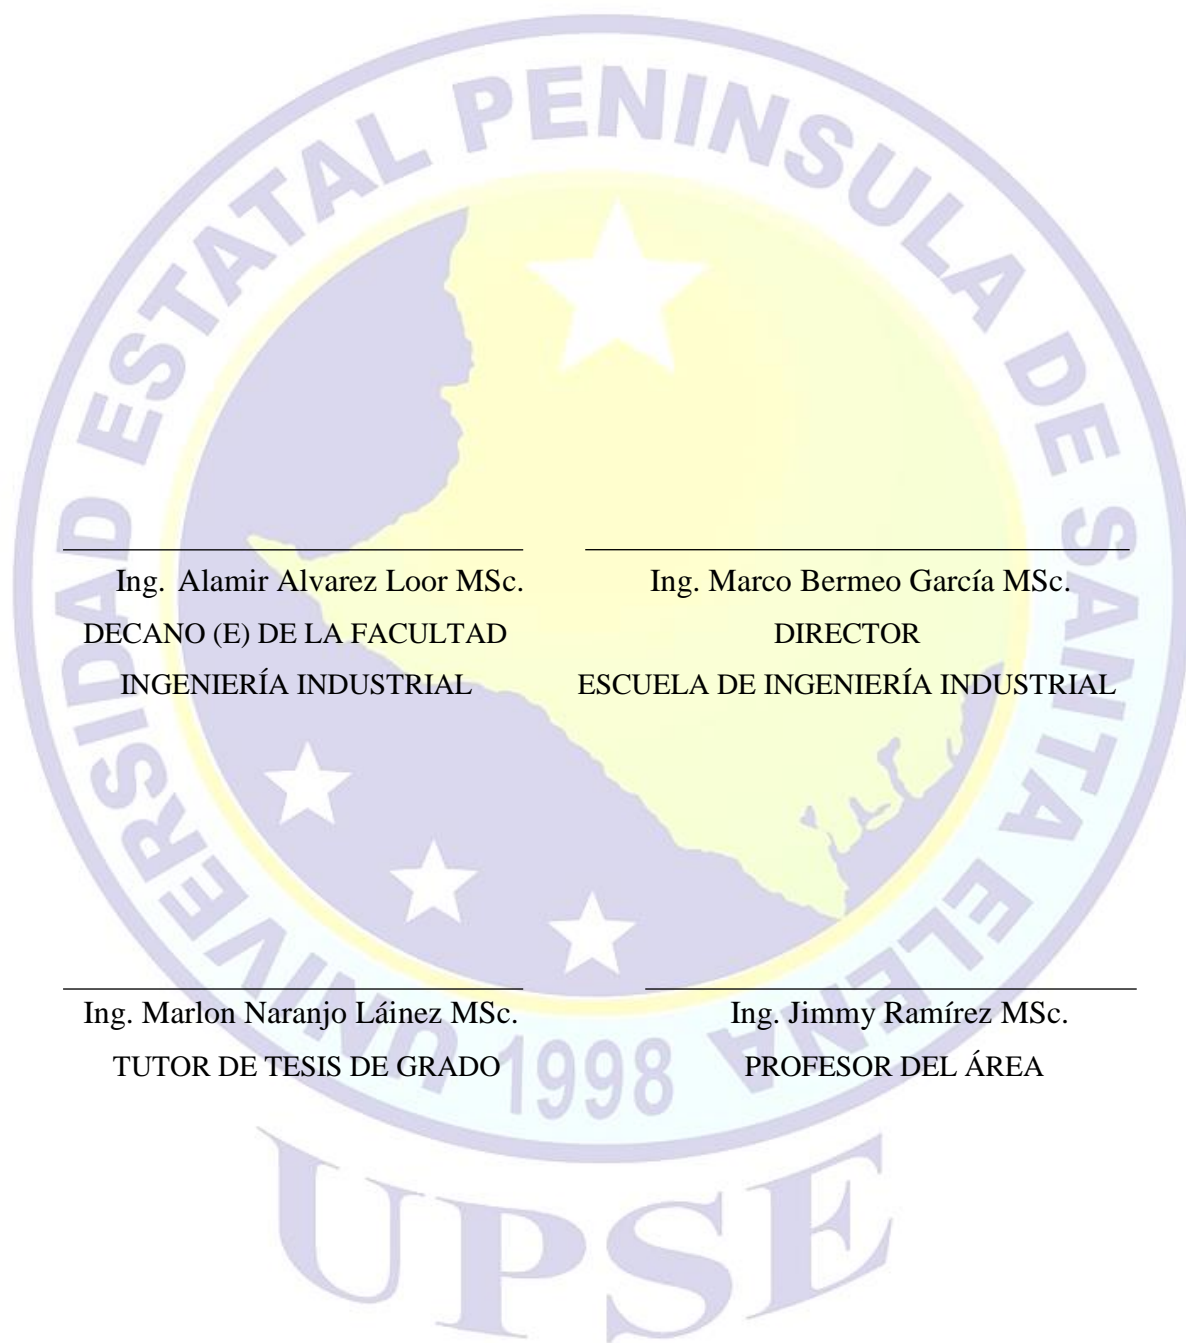 UNIVERSIDAD ESTATAL PENINSULA DE SANTA ELENA
Ing. Alamir Alvarez Loor MSc.
DECANO (E) DE LA FACULTAD
INGENIERÍA INDUSTRIAL
Ing. Marco Bermeo García MSc.
DIRECTOR
ESCUELA DE INGENIERÍA INDUSTRIAL
Ing. Marlon Naranjo Láinez MSc.
TUTOR DE TESIS DE GRADO
Ing. Jimmy Ramírez MSc.
PROFESOR DEL ÁREA
1998
UPSE